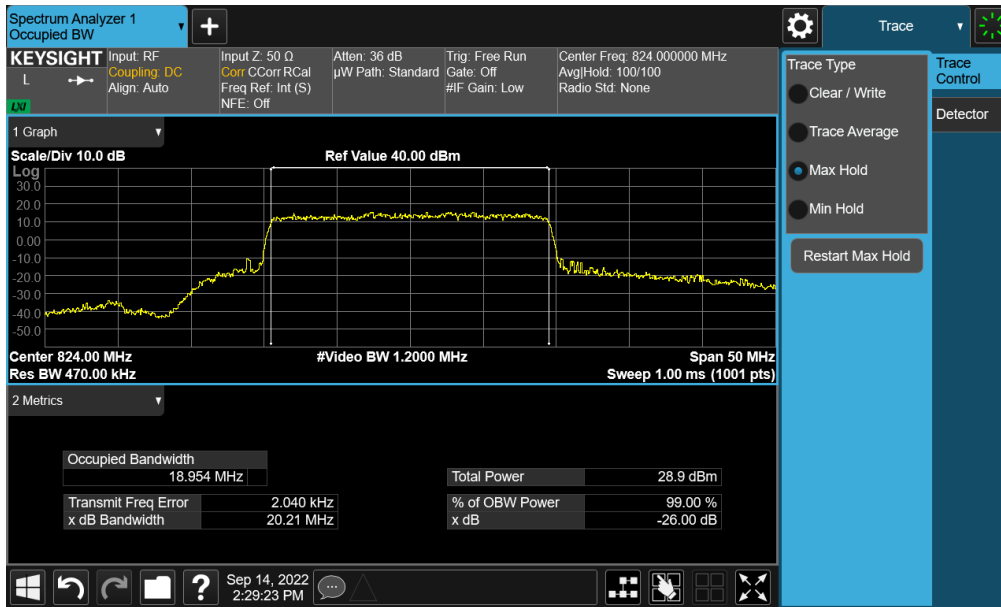 Spectrum Analyzer 1
Occupied BW
Trace
KEYSIGHT
L
LXI
Input: RF
Coupling: DC
Align: Auto
Input Z: 50 Ω
Corr CCorr RCal
Freq Ref: Int (S)
NFE: Off
Atten: 36 dB
µW Path: Standard
Trig: Free Run
Gate: Off
#IF Gain: Low
Center Freq: 824.000000 MHz
Avg|Hold: 100/100
Radio Std: None
1 Graph
Scale/Div 10.0 dB
Ref Value 40.00 dBm
Log
30.0
20.0
10.0
0.00
-10.0
-20.0
-30.0
-40.0
-50.0
Center 824.00 MHz
#Video BW 1.2000 MHz
Span 50 MHz
Res BW 470.00 kHz
Sweep 1.00 ms (1001 pts)
2 Metrics
Occupied Bandwidth
18.954 MHz
Total Power 28.9 dBm
Transmit Freq Error 2.040 kHz
% of OBW Power 99.00 %
x dB Bandwidth 20.21 MHz
x dB -26.00 dB
Trace Type
Clear / Write
Trace Average
Max Hold
Min Hold
Restart Max Hold
Trace
Control
Detector
?
Sep 14, 2022
2:29:23 PM